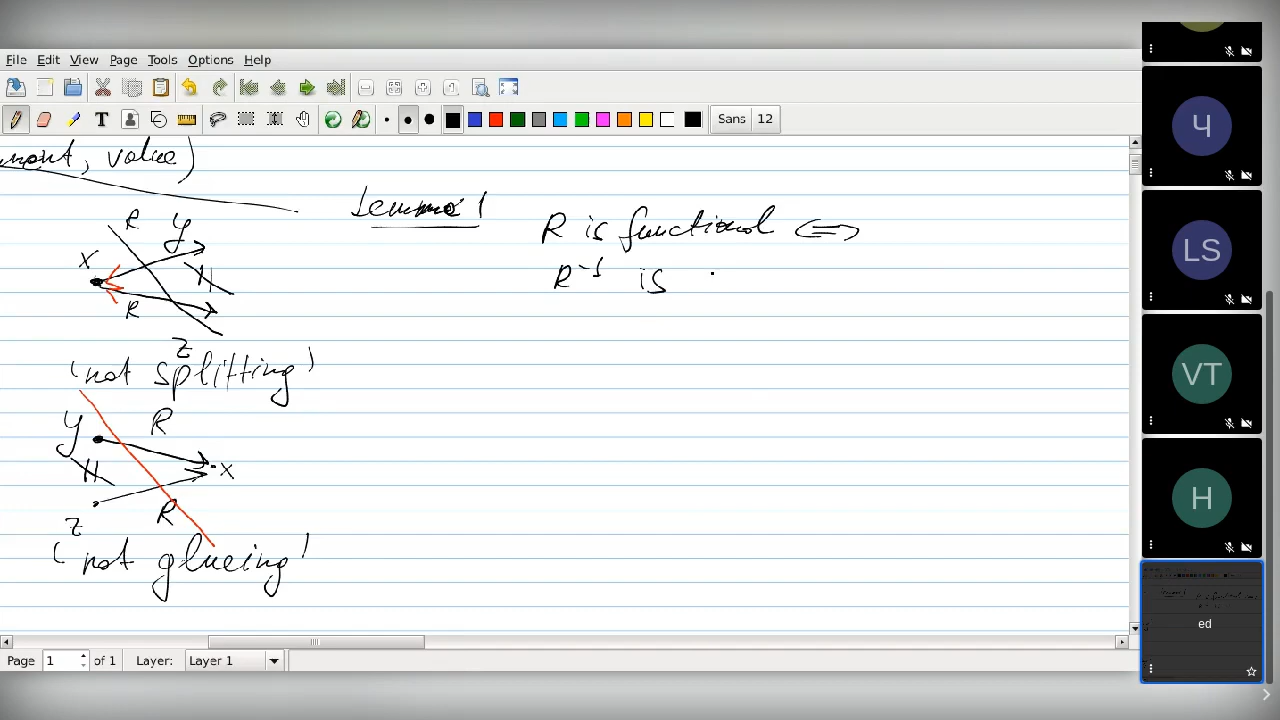 File Edit View Page Tools Options Help
Sans 12
ment, value)
Lemma 1
R is functional <=>
R^-1 is
R y
x
R
z
(not splitting)
y R
x
z R
(not glueing)
Ч
LS
VT
H
ed
Page 1 of 1 Layer: Layer 1